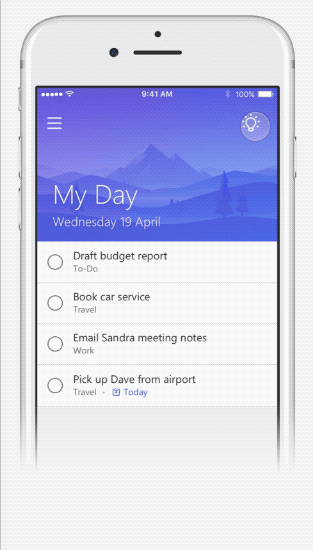 9:41 AM 100%
My Day
Wednesday 19 April
Draft budget report
To-Do
Book car service
Travel
Email Sandra meeting notes
Work
Pick up Dave from airport
Travel • Today